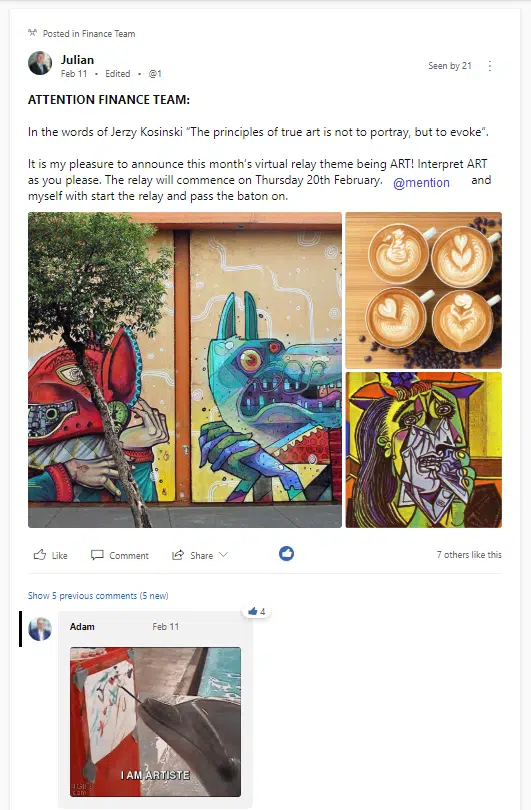 Posted in Finance Team
Julian
Feb 11 • Edited • @1
Seen by 21
ATTENTION FINANCE TEAM:
In the words of Jerzy Kosinski “The principles of true art is not to portray, but to evoke”.
It is my pleasure to announce this month’s virtual relay theme being ART! Interpret ART
as you please. The relay will commence on Thursday 20th February. @mention and
myself with start the relay and pass the baton on.
Like
Comment
Share
7 others like this
Show 5 previous comments (5 new)
4
Adam
Feb 11
I AM ARTISTE